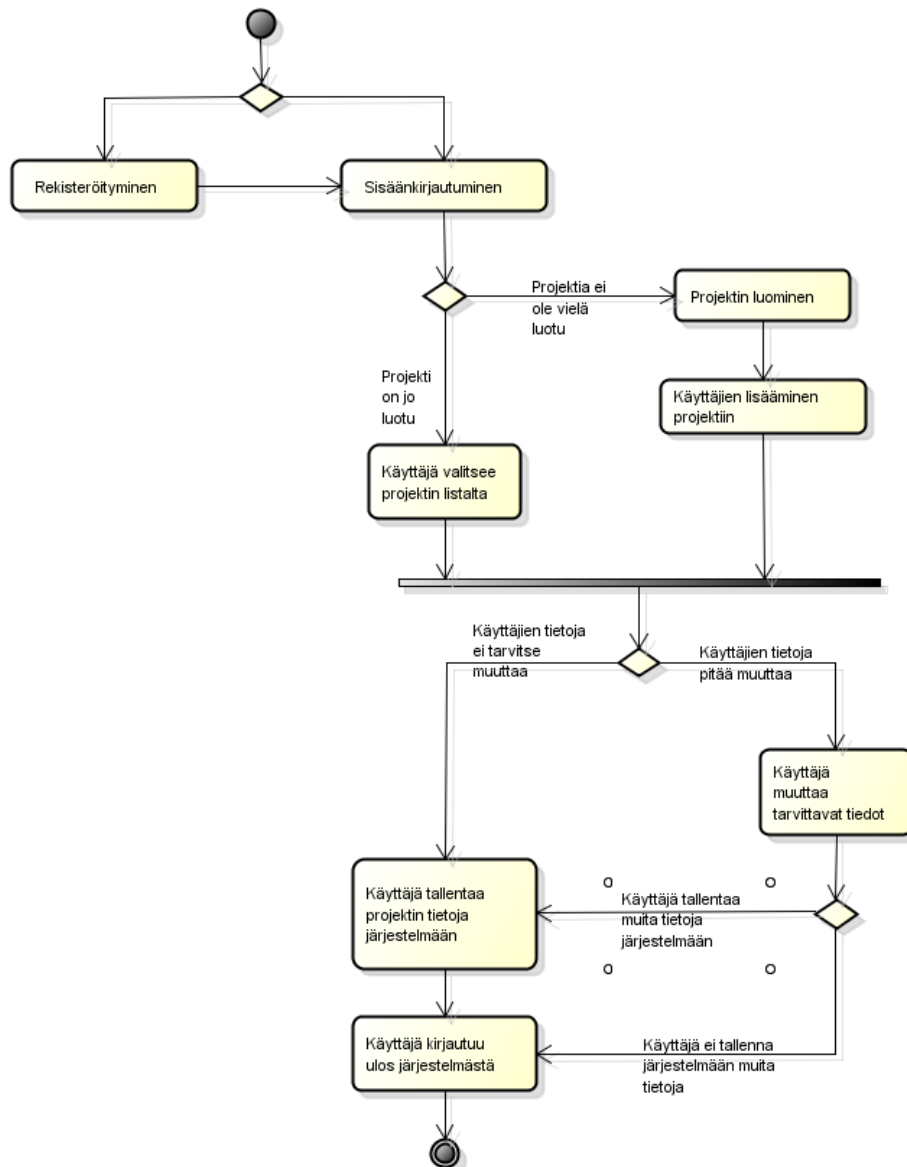 Rekisteröityminen
Sisäänkirjautuminen
Projektia ei
ole vielä
luotu
Projektin luominen
Projekti
on jo
luotu
Käyttäjien lisääminen
projektiin
Käyttäjä valitsee
projektin listalta
Käyttäjien tietoja
ei tarvitse
muuttaa
Käyttäjien tietoja
pitää muuttaa
Käyttäjä
muuttaa
tarvittavat tiedot
Käyttäjä tallentaa
projektin tietoja
järjestelmään
Käyttäjä tallentaa
muita tietoja
järjestelmään
Käyttäjä kirjautuu
ulos järjestelmästä
Käyttäjä ei tallenna
järjestelmään muita
tietoja